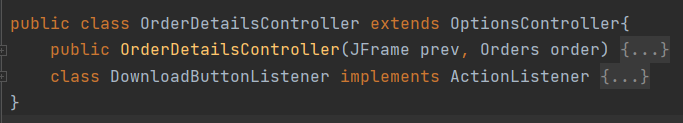 public class OrderDetailsController extends OptionsController{
    public OrderDetailsController(JFrame prev, Orders order) {...}
    class DownloadButtonListener implements ActionListener {...}
}